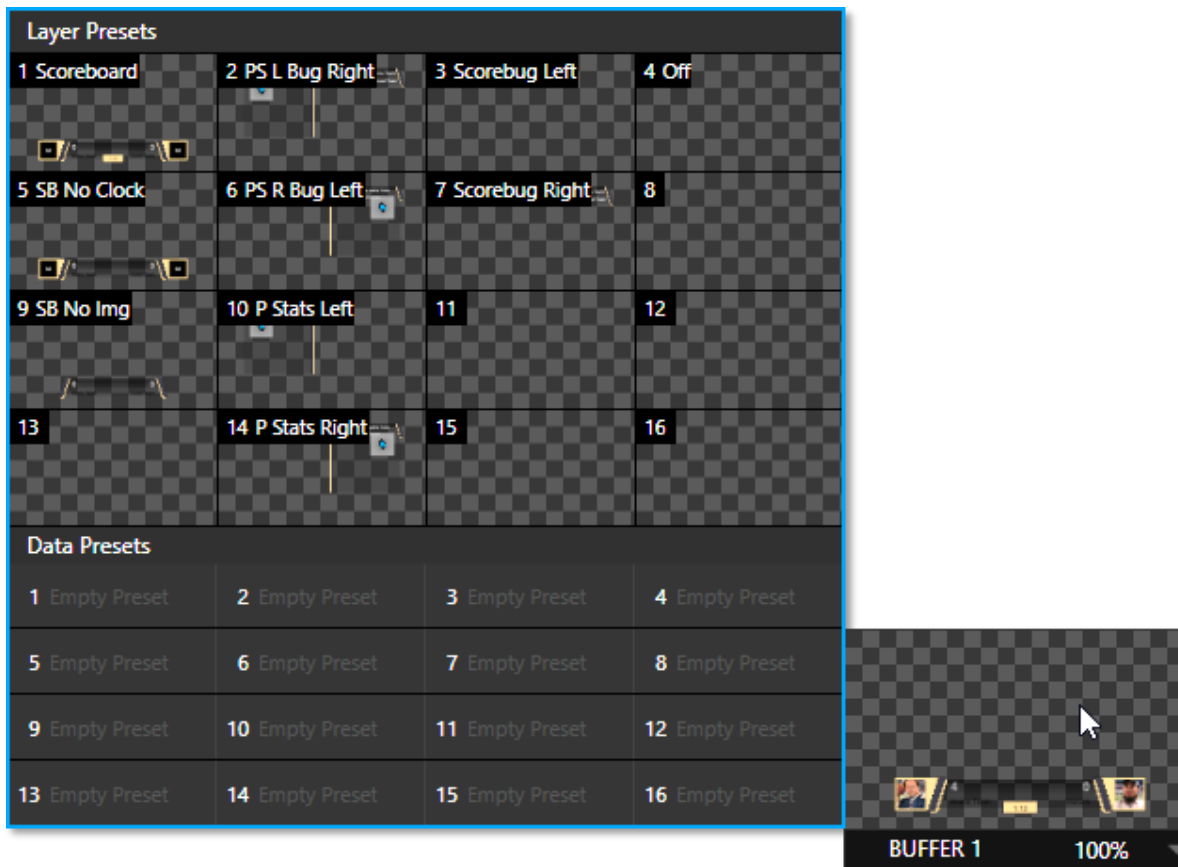 Layer Presets
1 Scoreboard 2 PS L Bug Right 3 Scorebug Left 4 Off
5 SB No Clock 6 PS R Bug Left 7 Scorebug Right 8
9 SB No Img 10 P Stats Left 11 12
13 14 P Stats Right 15 16
Data Presets
1 Empty Preset 2 Empty Preset 3 Empty Preset 4 Empty Preset
5 Empty Preset 6 Empty Preset 7 Empty Preset 8 Empty Preset
9 Empty Preset 10 Empty Preset 11 Empty Preset 12 Empty Preset
13 Empty Preset 14 Empty Preset 15 Empty Preset 16 Empty Preset
BUFFER 1 100%